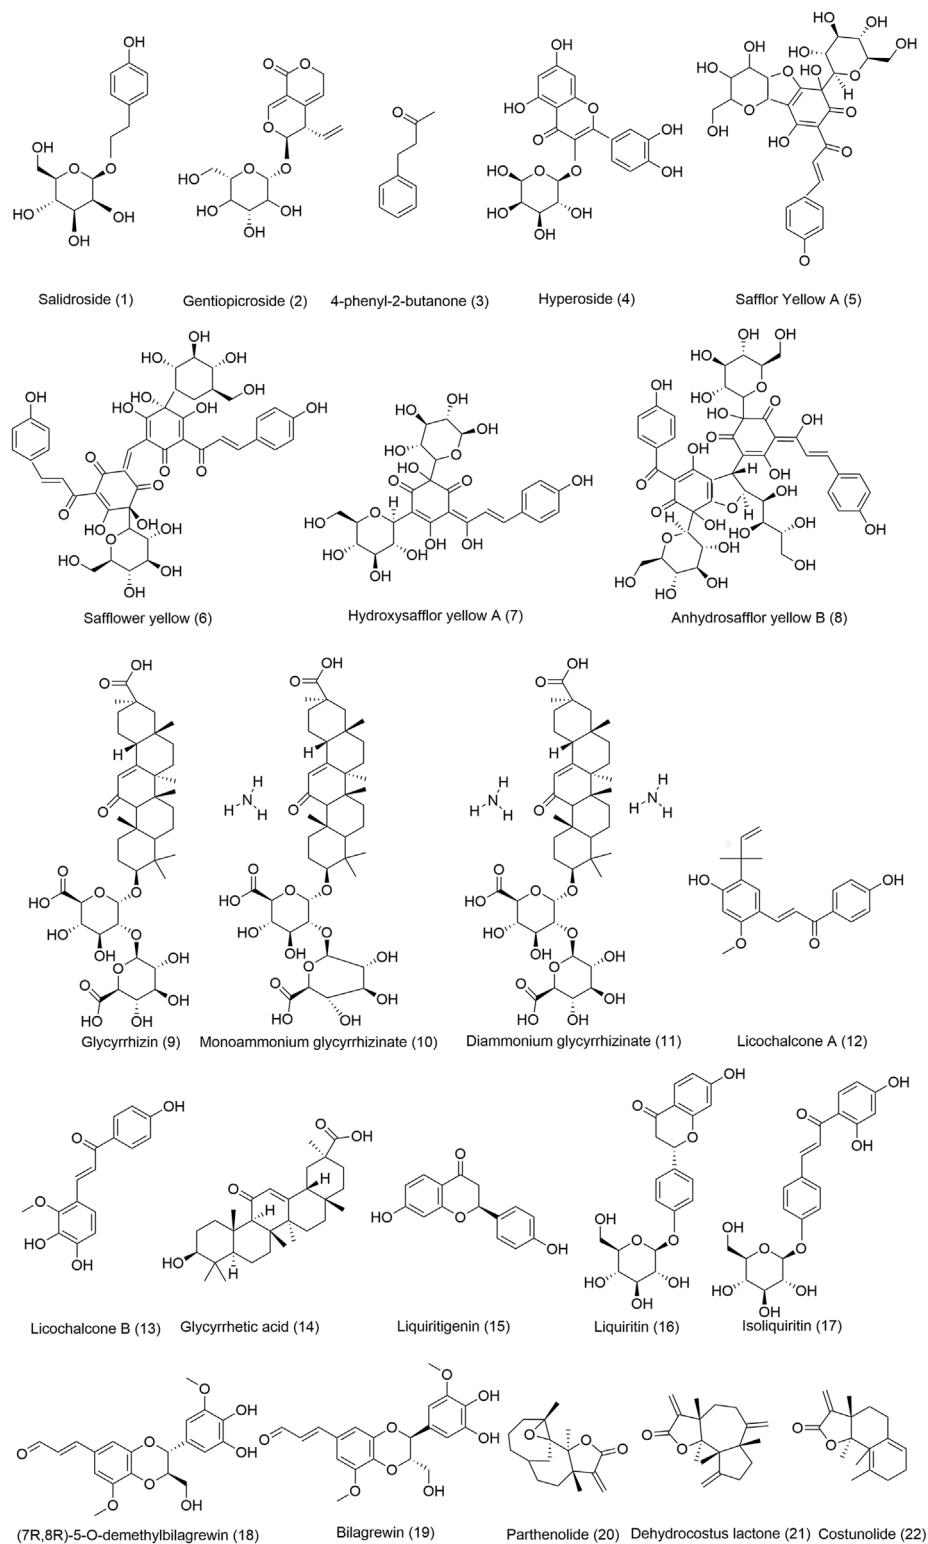 Salidroside (1)
Gentiopicroside (2)
4-phenyl-2-butanone (3)
Hyperoside (4)
Safflor Yellow A (5)
Safflower yellow (6)
Hydroxysafflor yellow A (7)
Anhydrosafflor yellow B (8)
Glycyrrhizin (9)
Monoammonium glycyrrhizinate (10)
Diammonium glycyrrhizinate (11)
Licochalcone A (12)
Licochalcone B (13)
Glycyrrhetic acid (14)
Liquiritigenin (15)
Liquiritin (16)
Isoliquiritin (17)
(7R,8R)-5-O-demethylbilagrewin (18)
Bilagrewin (19)
Parthenolide (20)
Dehydrocostus lactone (21)
Costunolide (22)